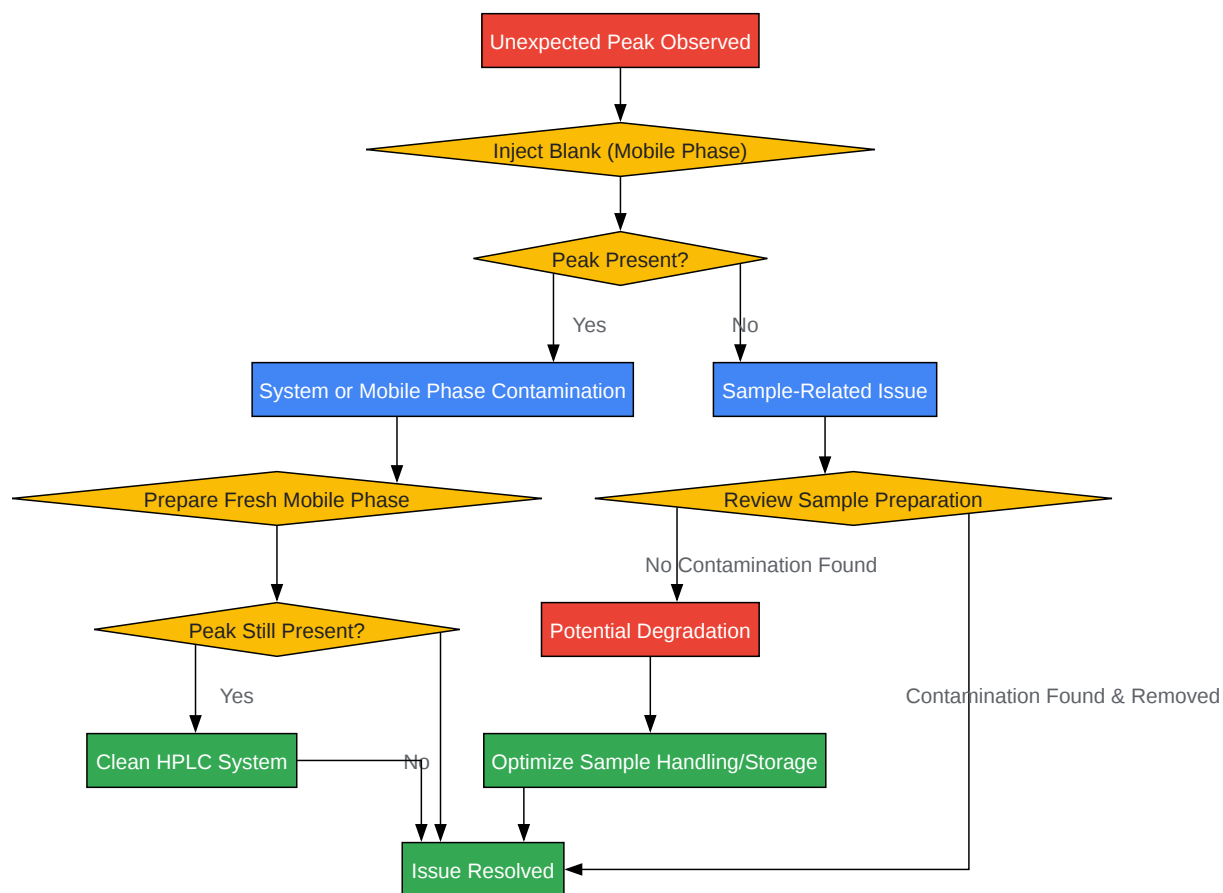 Unexpected Peak Observed
Inject Blank (Mobile Phase)
Peak Present?
Yes
No
System or Mobile Phase Contamination
Sample-Related Issue
Prepare Fresh Mobile Phase
Review Sample Preparation
No Contamination Found
Peak Still Present?
Potential Degradation
Yes
Contamination Found & Removed
Clean HPLC System
No
Optimize Sample Handling/Storage
Issue Resolved